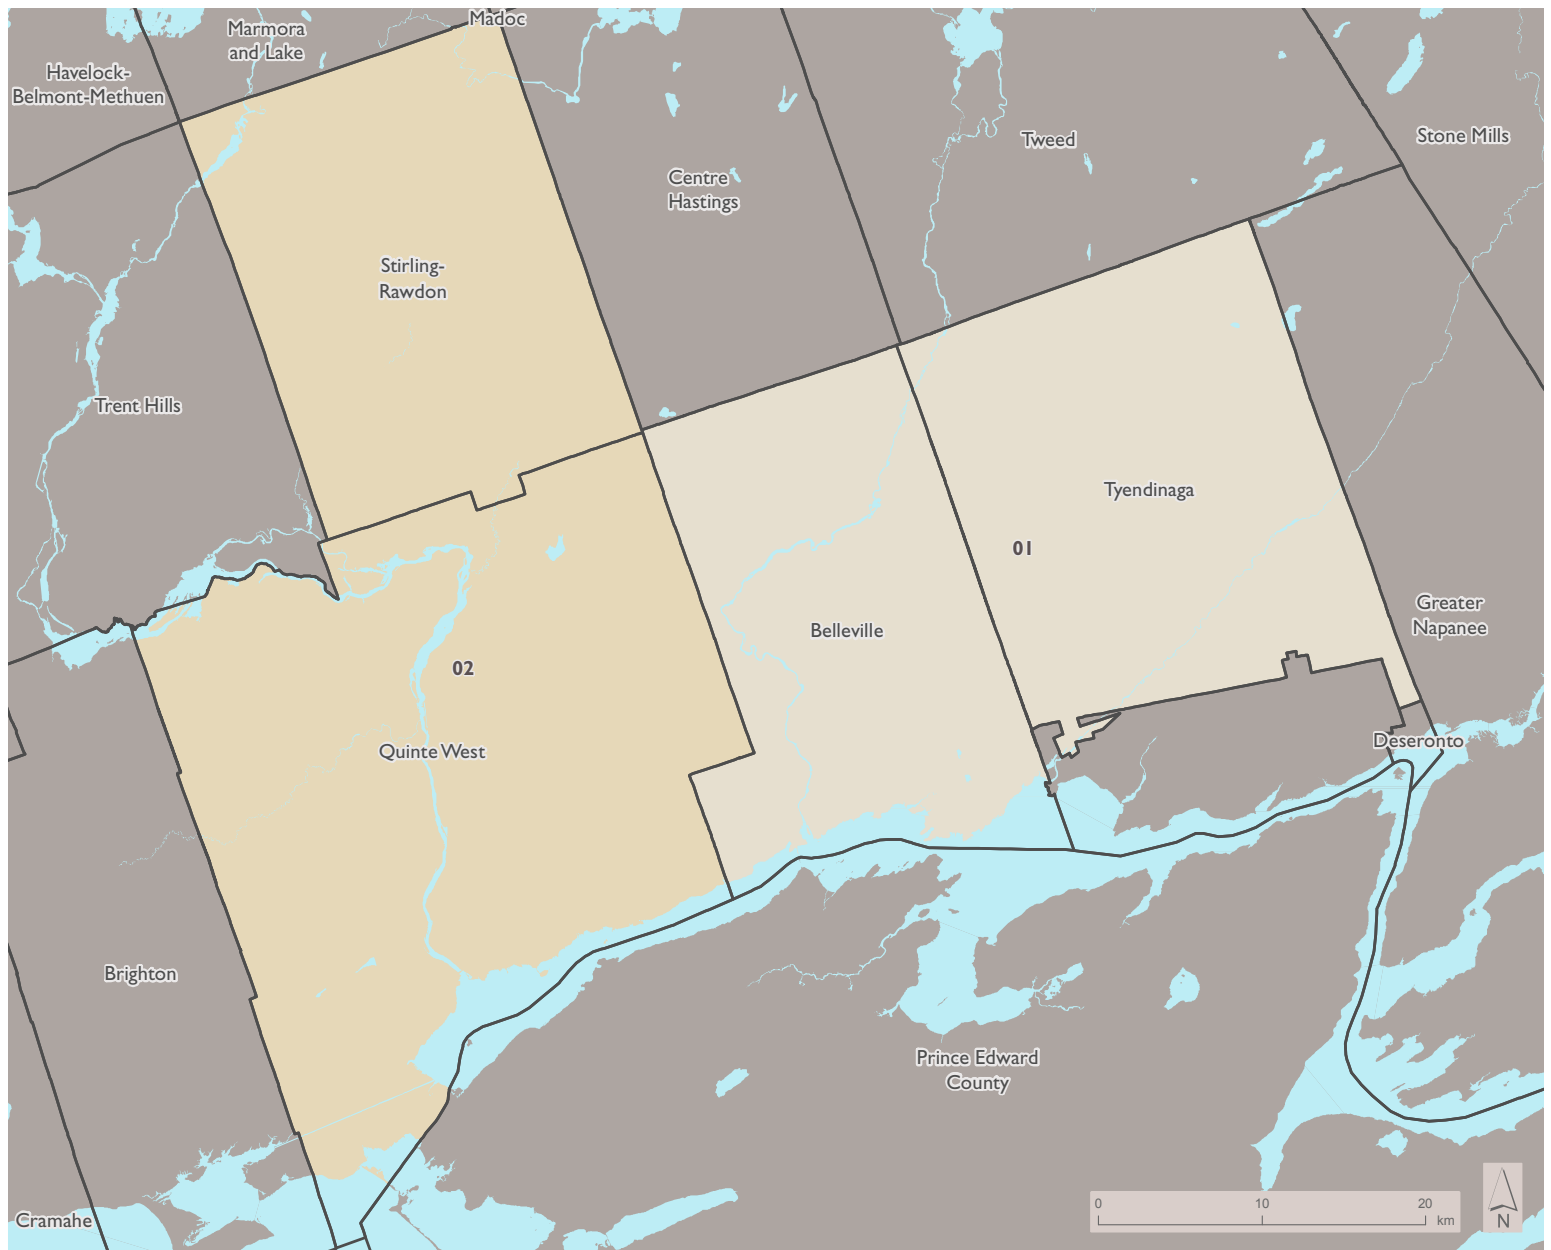 Madoc
Marmora
and Lake
Havelock-
Belmont-Methuen
Tweed
Stone Mills
Centre
Hastings
Stirling-
Rawdon
Trent Hills
Tyendinaga
01
Greater
Napanee
Belleville
02
Quinte West
Deseronto
Brighton
Prince Edward
County
Cramahe
0 10 20
km
N